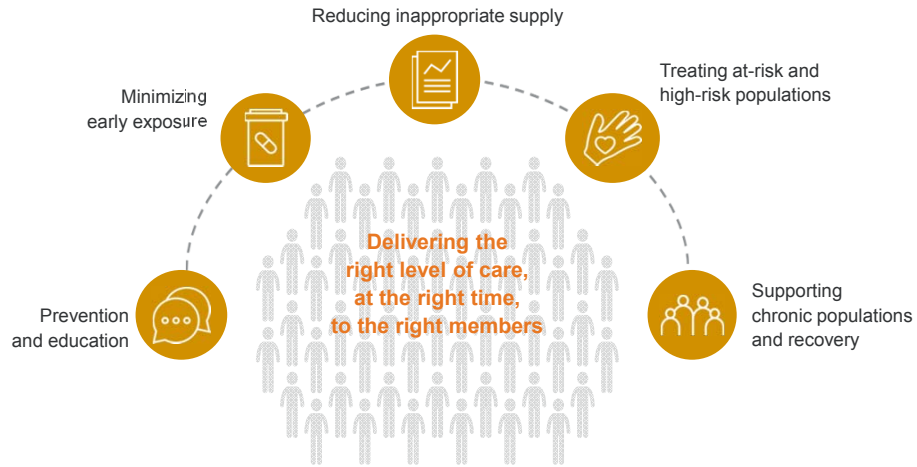 Reducing inappropriate supply
Minimizing
early exposure
Treating at-risk and
high-risk populations
Delivering the
right level of care,
at the right time,
to the right members
Prevention
and education
Supporting
chronic populations
and recovery